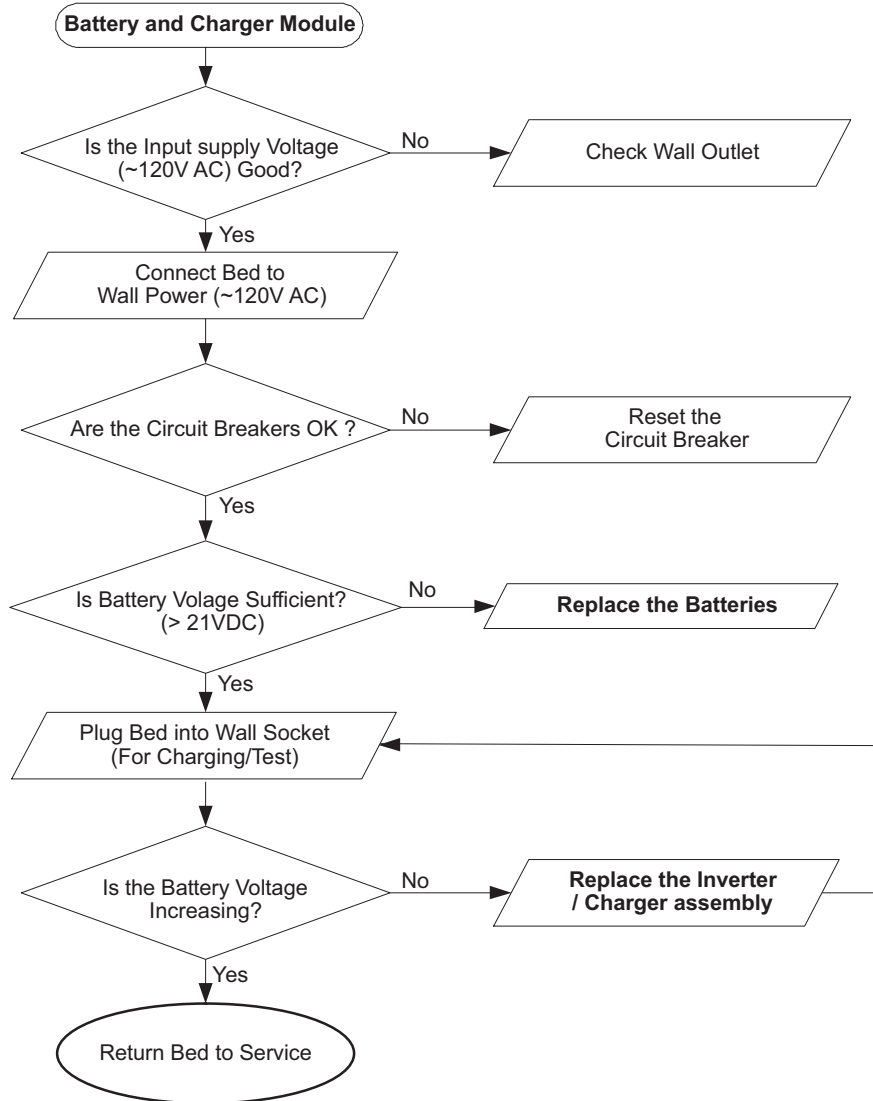 Battery and Charger Module
Is the Input supply Voltage
(~120V AC) Good?
No
Check Wall Outlet
Yes
Connect Bed to
Wall Power (~120V AC)
Are the Circuit Breakers OK ?
No
Reset the
Circuit Breaker
Yes
Is Battery Volage Sufficient?
(> 21VDC)
No
Replace the Batteries
Yes
Plug Bed into Wall Socket
(For Charging/Test)
Is the Battery Voltage
Increasing?
No
Replace the Inverter
/ Charger assembly
Yes
Return Bed to Service